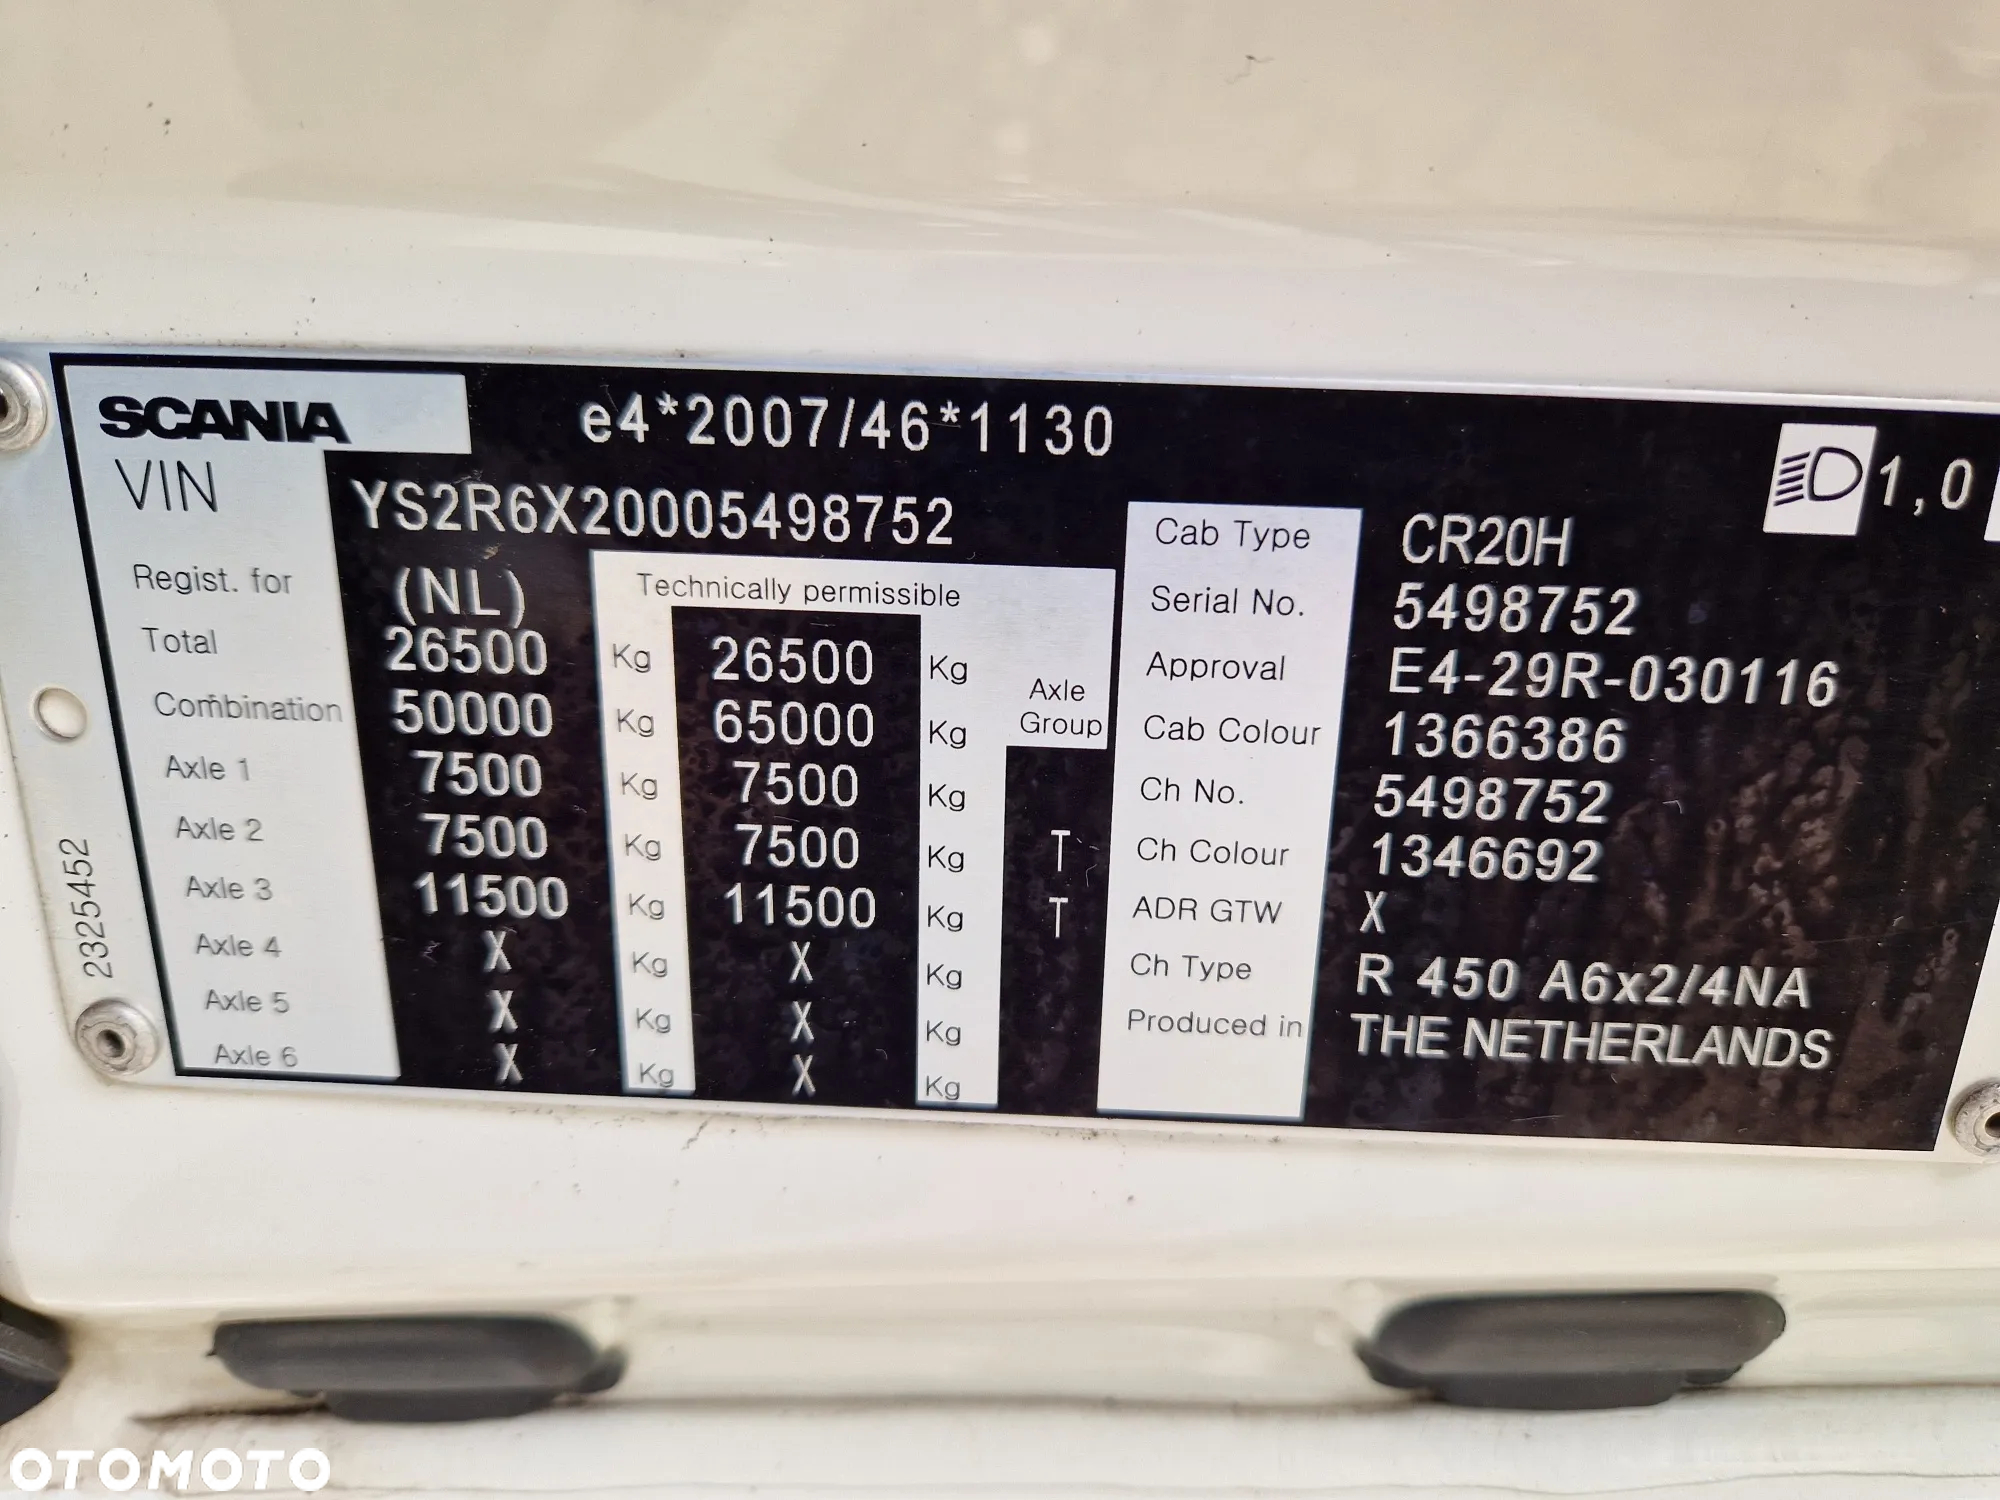 SCANIA e4*2007/46*1130 1,0
VIN YS2R6X20005498752
Regist. for (NL) Technically permissible
Total 26500 Kg 26500 Kg
Combination 50000 Kg 65000 Kg Axle Group
Axle 1 7500 Kg 7500 Kg
Axle 2 7500 Kg 7500 Kg T
Axle 3 11500 Kg 11500 Kg T
Axle 4 X Kg X Kg
Axle 5 X Kg X Kg
Axle 6 X Kg X Kg
Cab Type CR20H
Serial No. 5498752
Approval E4-29R-030116
Cab Colour 1366386
Ch No. 5498752
Ch Colour 1346692
ADR GTW X
Ch Type R 450 A6x2/4NA
Produced in THE NETHERLANDS
2325452
OTOMOTO